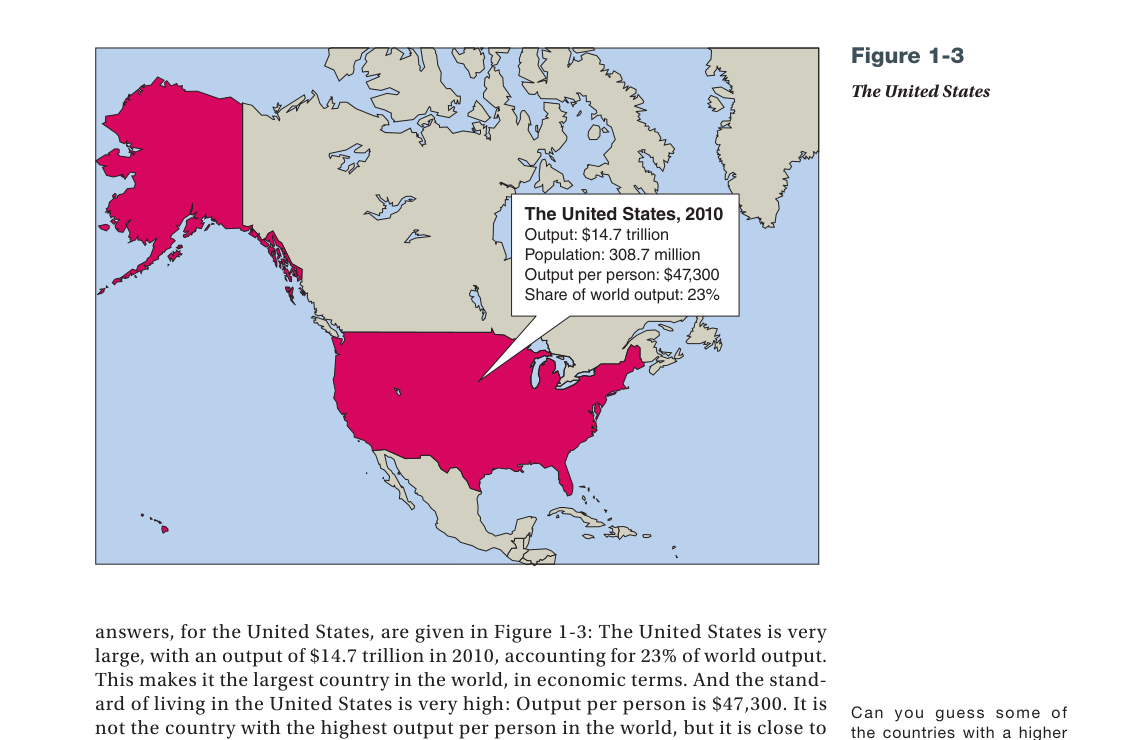 Figure 1-3
The United States
The United States, 2010
Output: $14.7 trillion
Population: 308.7 million
Output per person: $47,300
Share of world output: 23%
answers, for the United States, are given in Figure 1-3: The United States is very
large, with an output of $14.7 trillion in 2010, accounting for 23% of world output.
This makes it the largest country in the world, in economic terms. And the stand-
ard of living in the United States is very high: Output per person is $47,300. It is
not the country with the highest output per person in the world, but it is close to
Can you guess some of
the countries with a higher